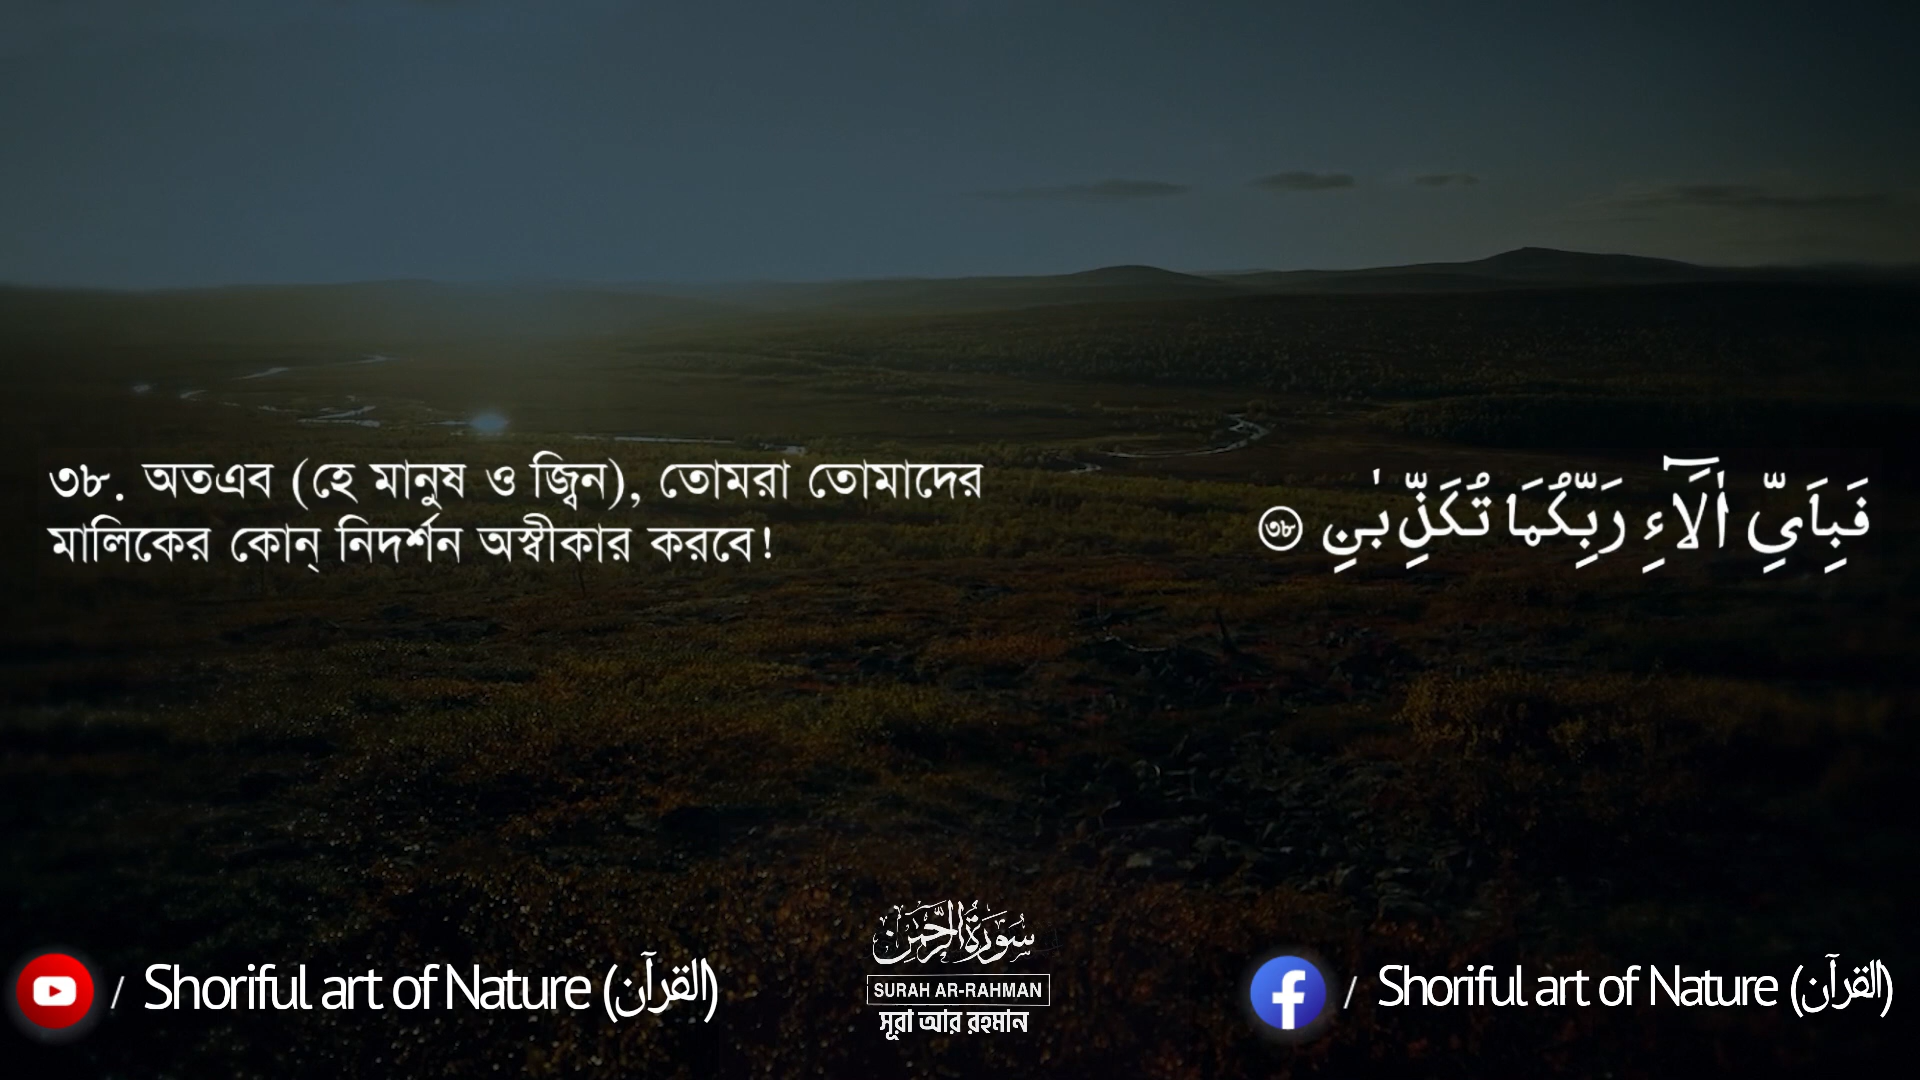 ৩৮. অতএব (হে মানুষ ও জ্বিন), তোমরা তোমাদের
মালিকের কোন্ নিদর্শন অস্বীকার করবে!
فَبِاَىِّ اٰلَآءِ رَبِّكُمَا تُكَذِّبٰنِ ۝۳۸
/ Shoriful art of Nature (القرآن)
سورة الرحمن
SURAH AR-RAHMAN
সূরা আর রহমান
/ Shoriful art of Nature (القرآن)